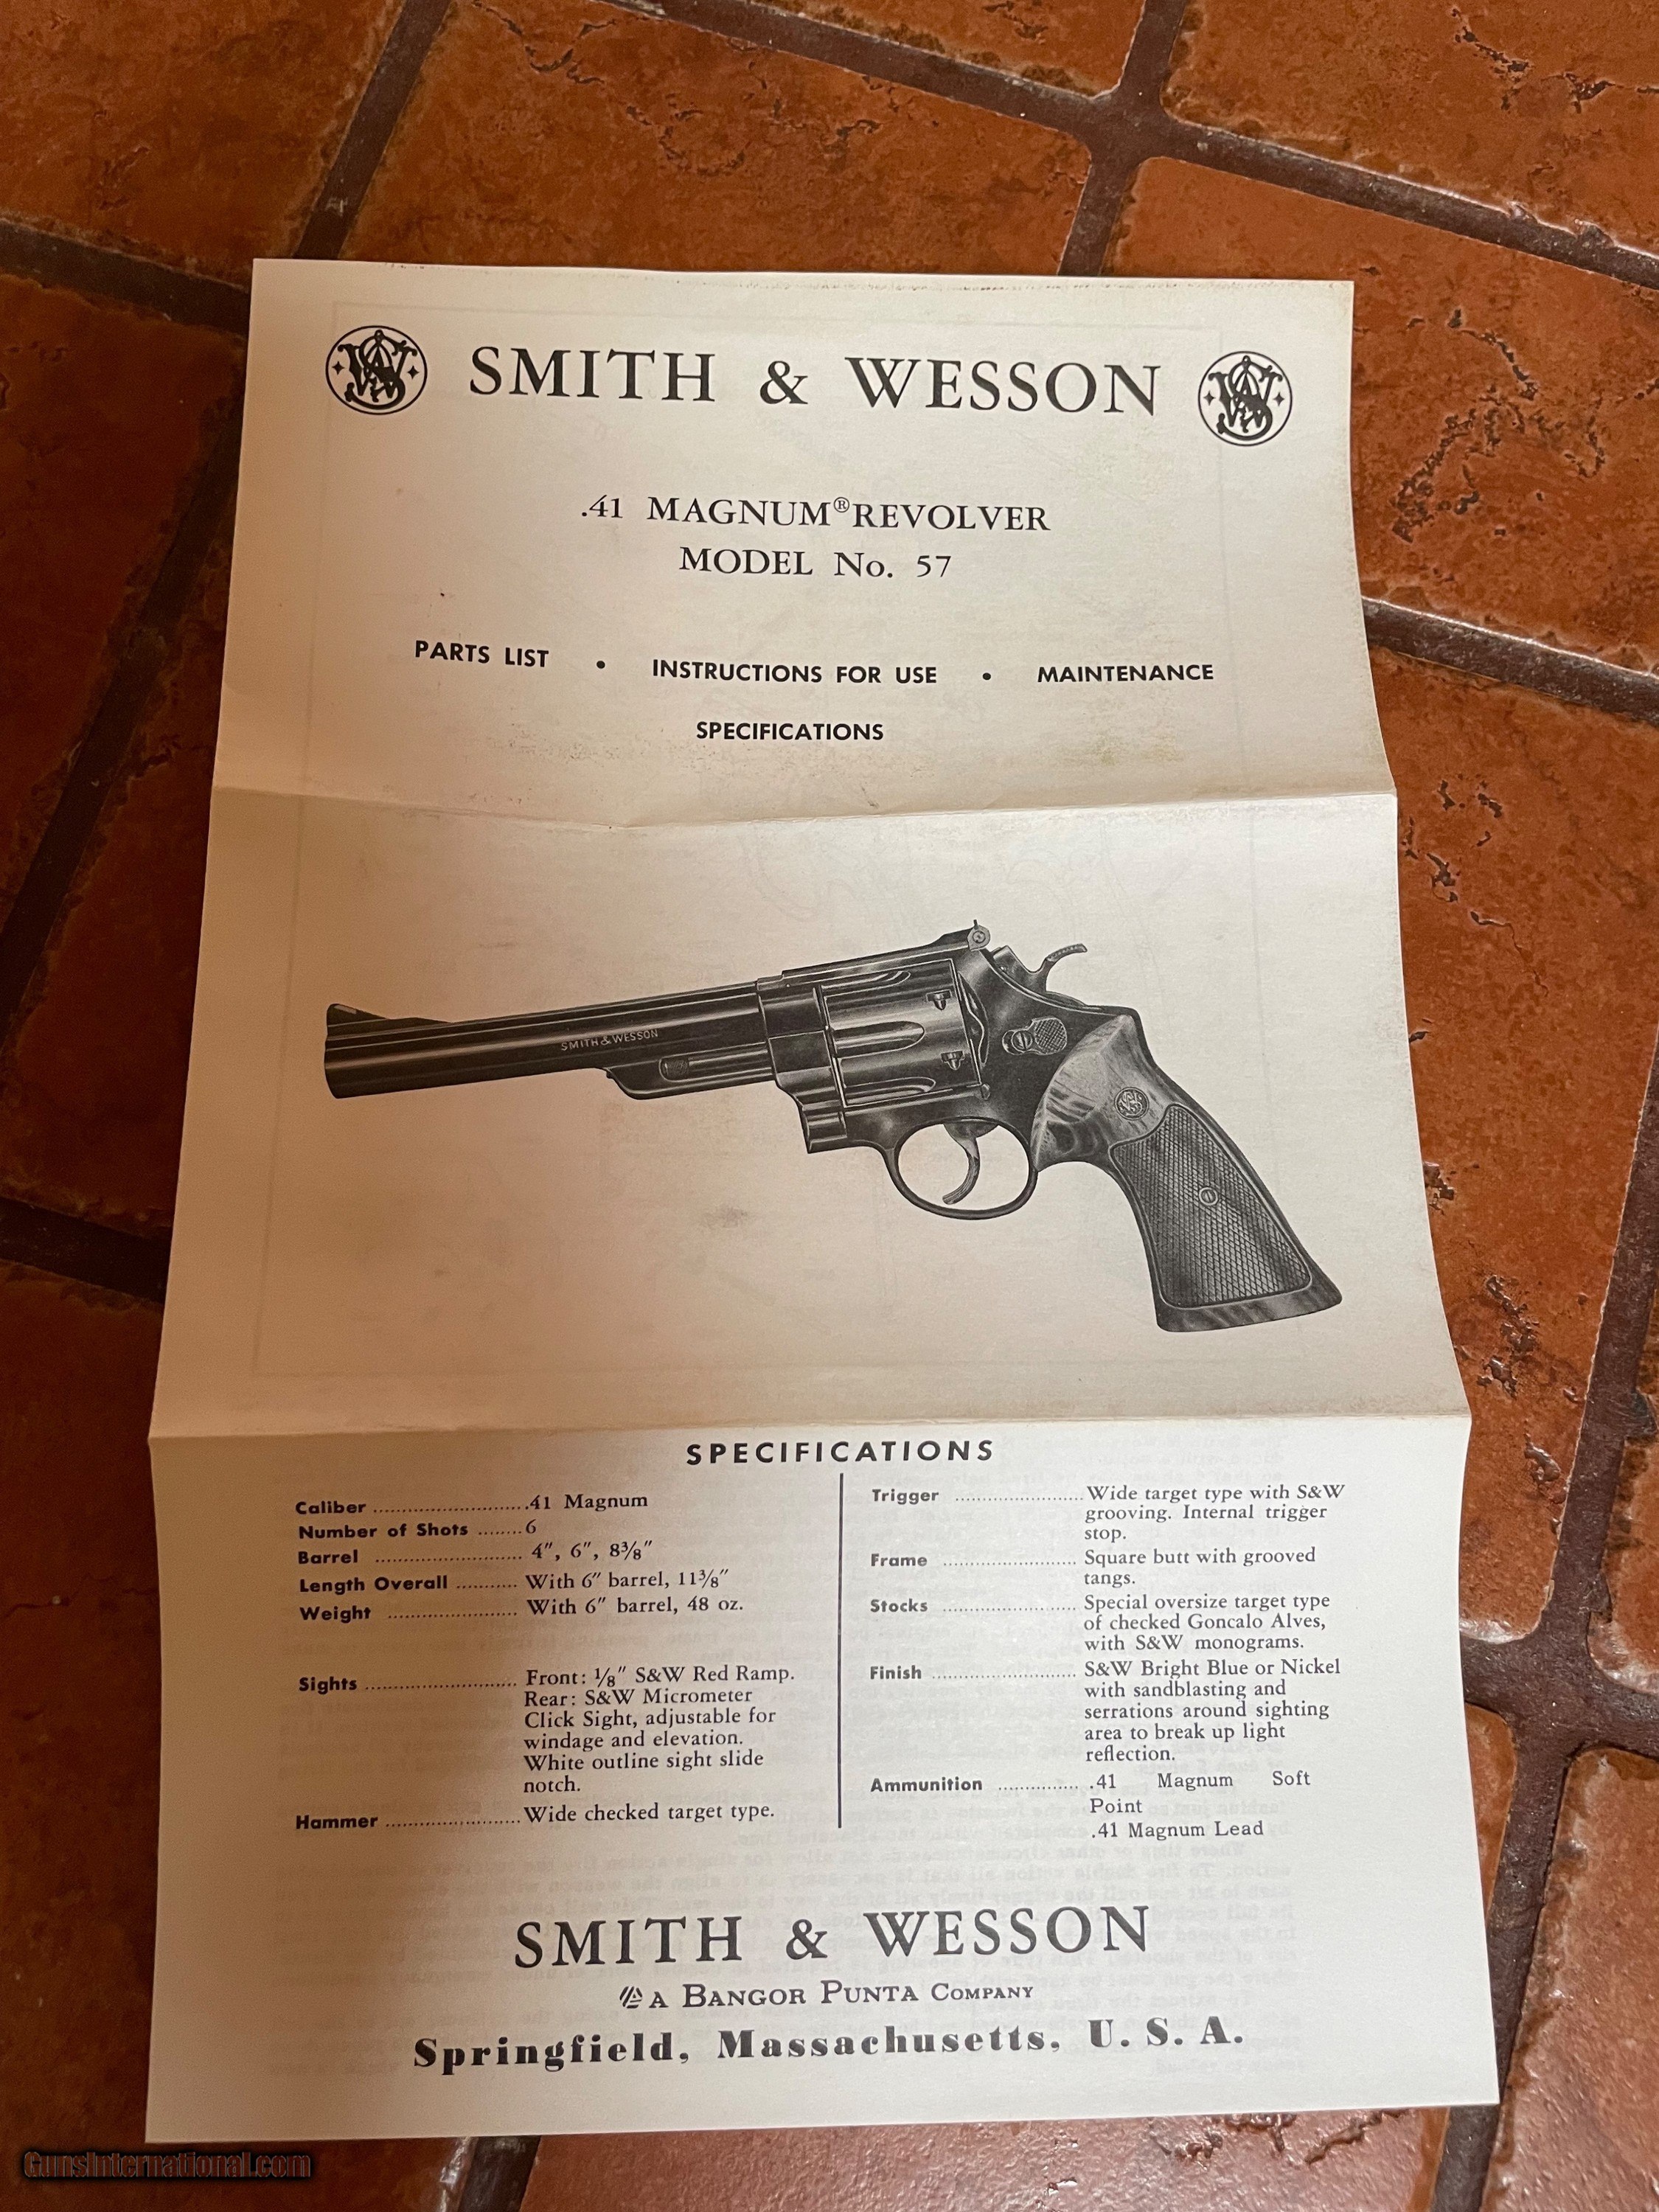 SMITH & WESSON
.41 MAGNUM® REVOLVER
MODEL No. 57
PARTS LIST • INSTRUCTIONS FOR USE • MAINTENANCE
SPECIFICATIONS
SMITH & WESSON
SPECIFICATIONS
Caliber .41 Magnum
Number of Shots 6
Barrel 4", 6", 8⅜"
Length Overall With 6" barrel, 11⅜"
Weight With 6" barrel, 48 oz.
Sights Front: ⅛" S&W Red Ramp.
Rear: S&W Micrometer
Click Sight, adjustable for
windage and elevation.
White outline sight slide
notch.
Hammer Wide checked target type.
Trigger Wide target type with S&W
grooving. Internal trigger
stop.
Frame Square butt with grooved
tangs.
Stocks Special oversize target type
of checked Goncalo Alves,
with S&W monograms.
Finish S&W Bright Blue or Nickel
with sandblasting and
serrations around sighting
area to break up light
reflection.
Ammunition .41 Magnum Soft
Point
.41 Magnum Lead
SMITH & WESSON
A BANGOR PUNTA COMPANY
Springfield, Massachusetts, U. S. A.
GunsInternational.com